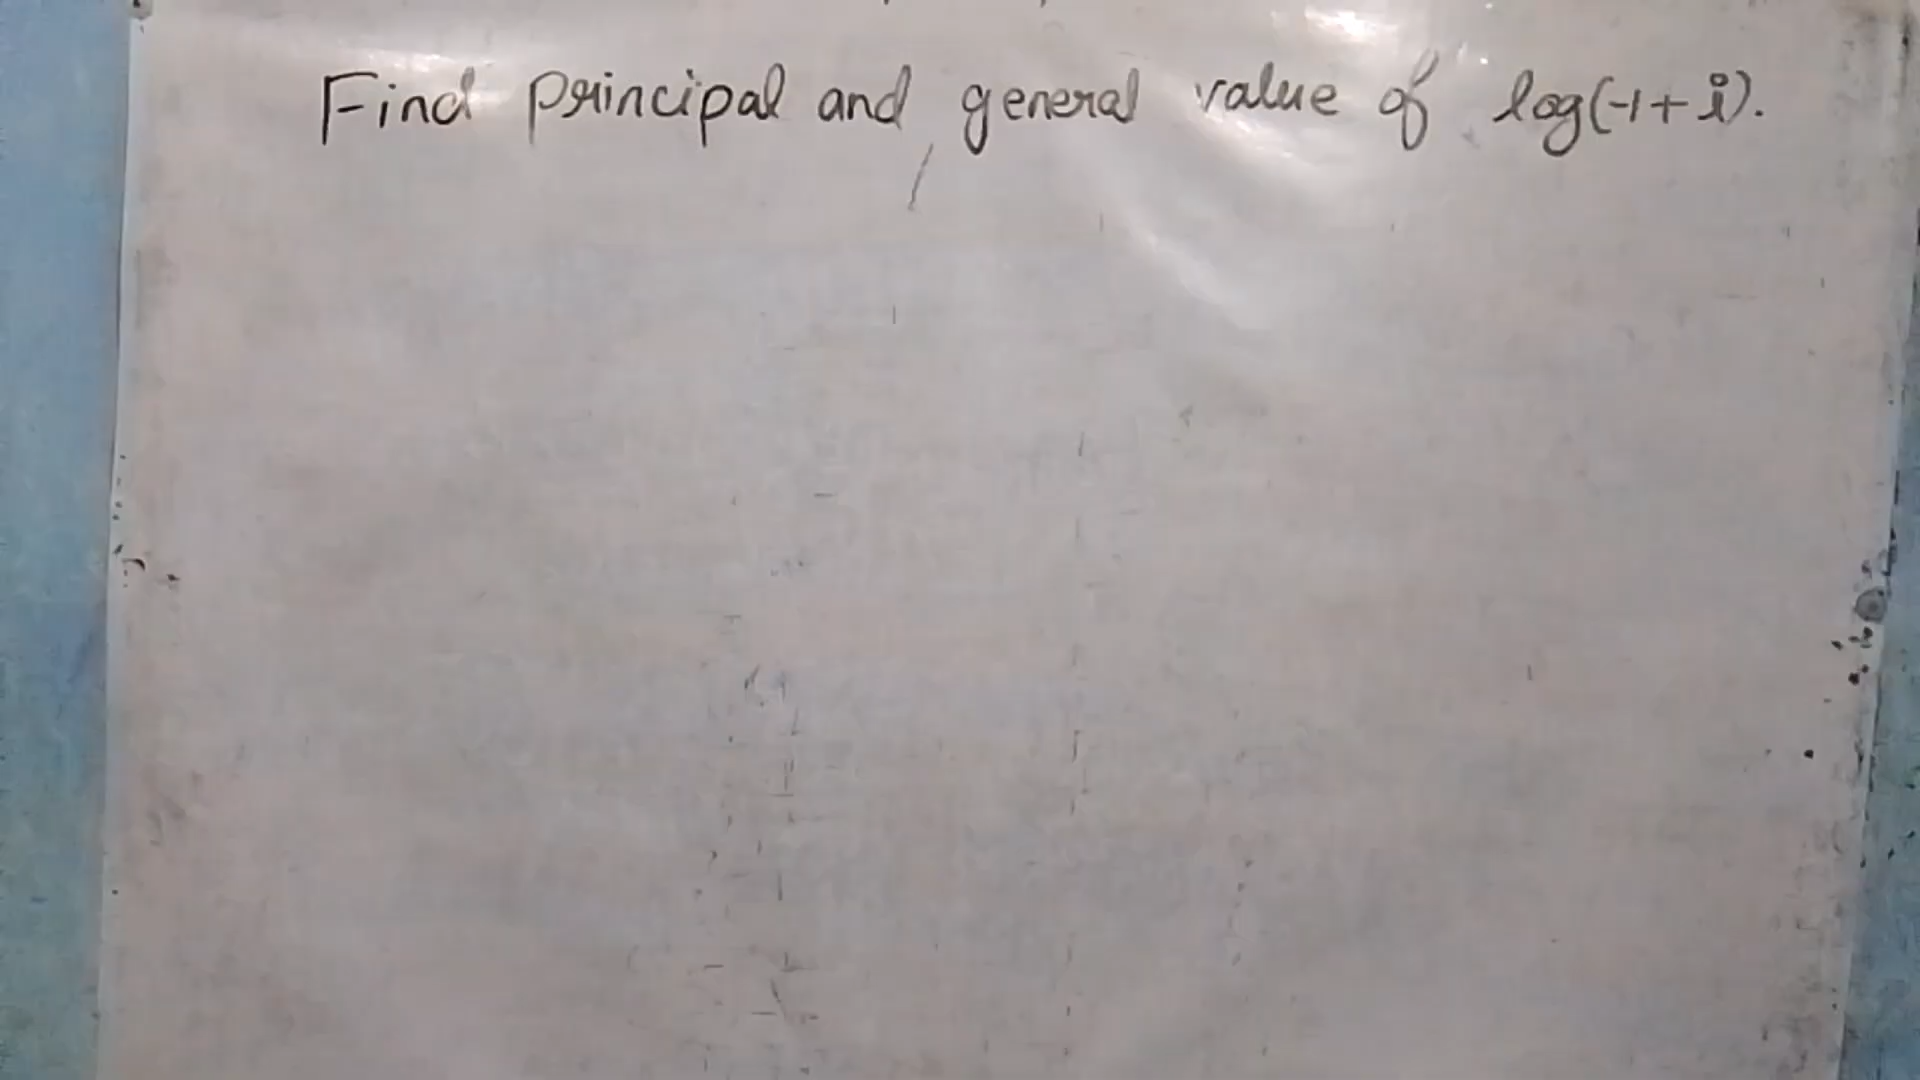 Find principal and general value of log(-1+i).